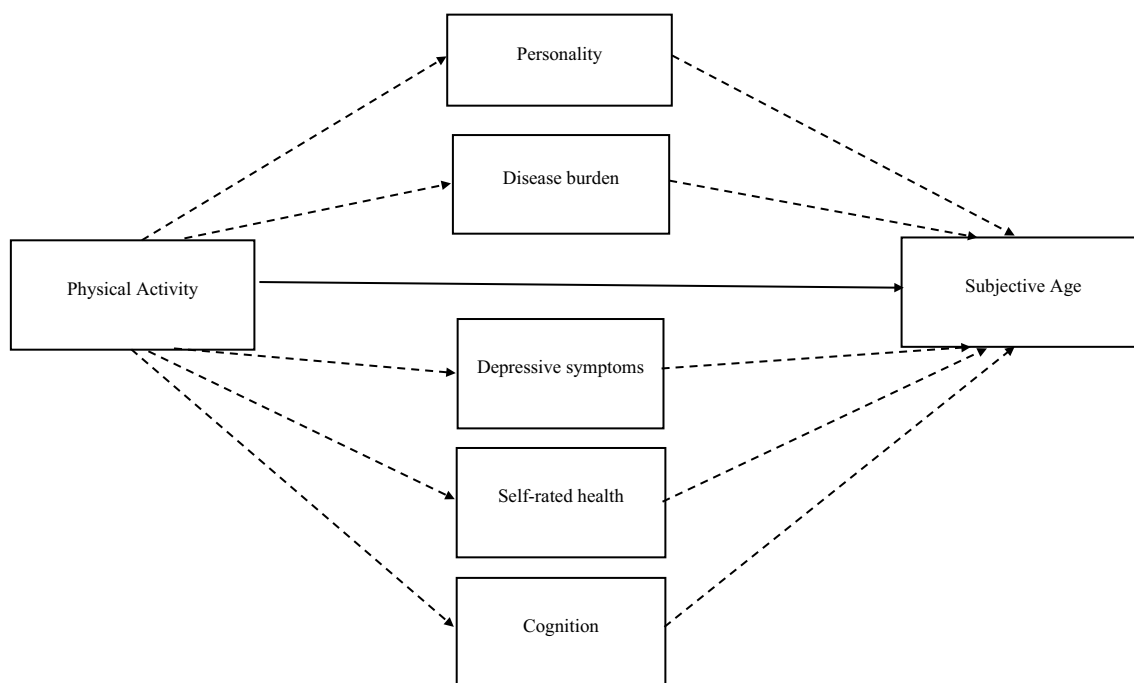 Personality
Disease burden
Physical Activity
Subjective Age
Depressive symptoms
Self-rated health
Cognition